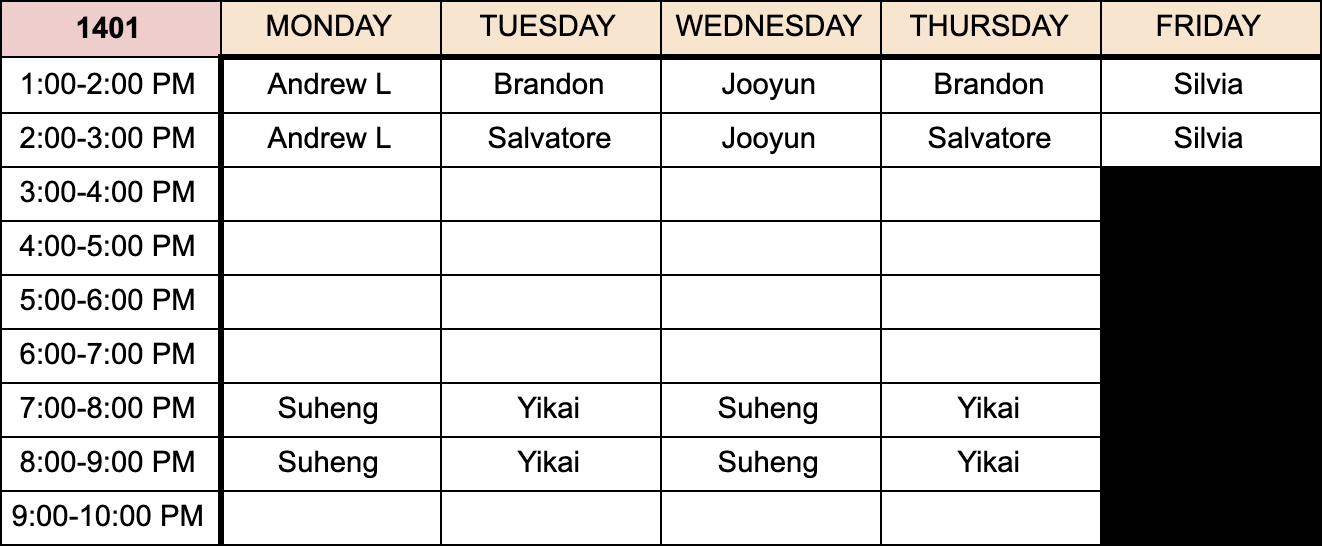 1401 MONDAY TUESDAY WEDNESDAY THURSDAY FRIDAY
1:00-2:00 PM Andrew L Brandon Jooyun Brandon Silvia
2:00-3:00 PM Andrew L Salvatore Jooyun Salvatore Silvia
3:00-4:00 PM
4:00-5:00 PM
5:00-6:00 PM
6:00-7:00 PM
7:00-8:00 PM Suheng Yikai Suheng Yikai
8:00-9:00 PM Suheng Yikai Suheng Yikai
9:00-10:00 PM